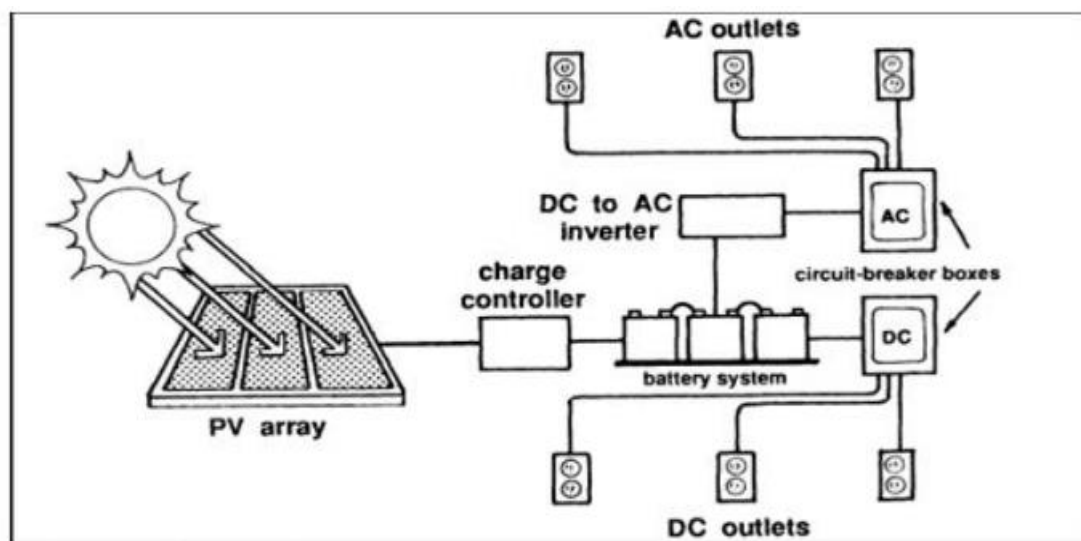 AC outlets
DC to AC
inverter
AC
charge
controller
circuit-breaker boxes
DC
battery system
PV array
DC outlets